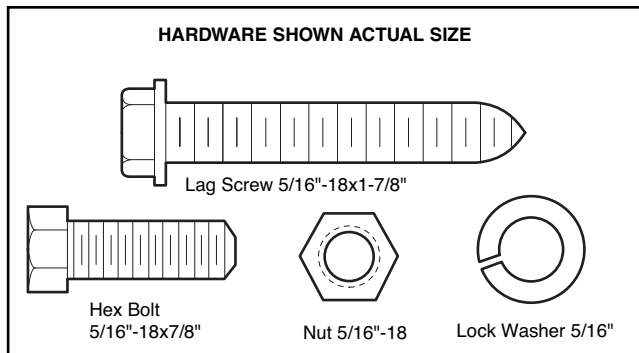 HARDWARE SHOWN ACTUAL SIZE
Lag Screw 5/16"-18x1-7/8"
Hex Bolt
5/16"-18x7/8"
Nut 5/16"-18
Lock Washer 5/16"